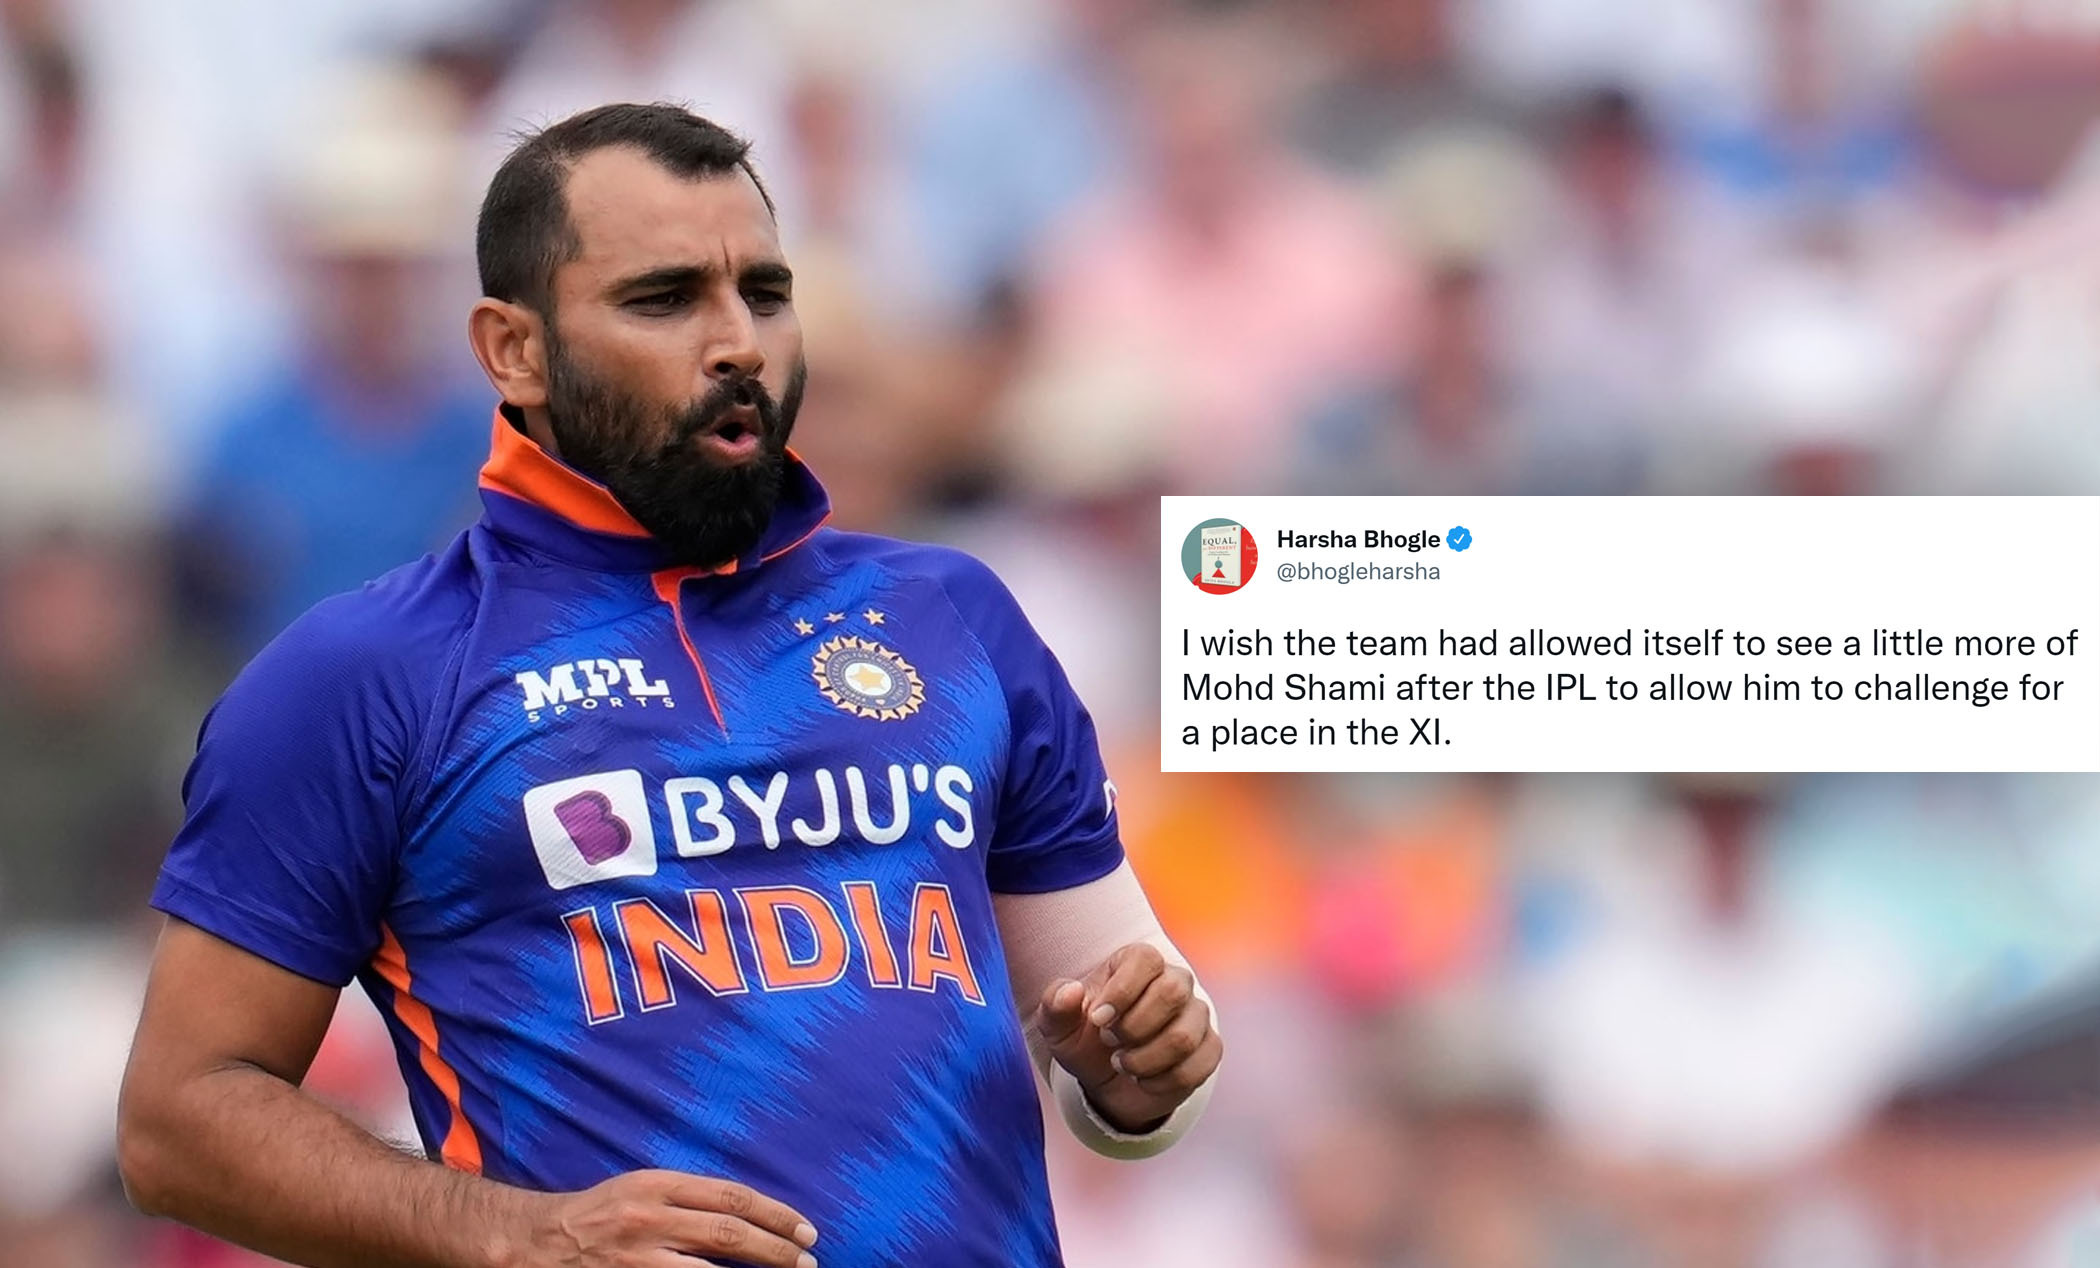 MPL
SPORTS
BYJU'S
INDIA
EQUAL,
Harsha Bhogle
@bhogleharsha
I wish the team had allowed itself to see a little more of
Mohd Shami after the IPL to allow him to challenge for
a place in the XI.